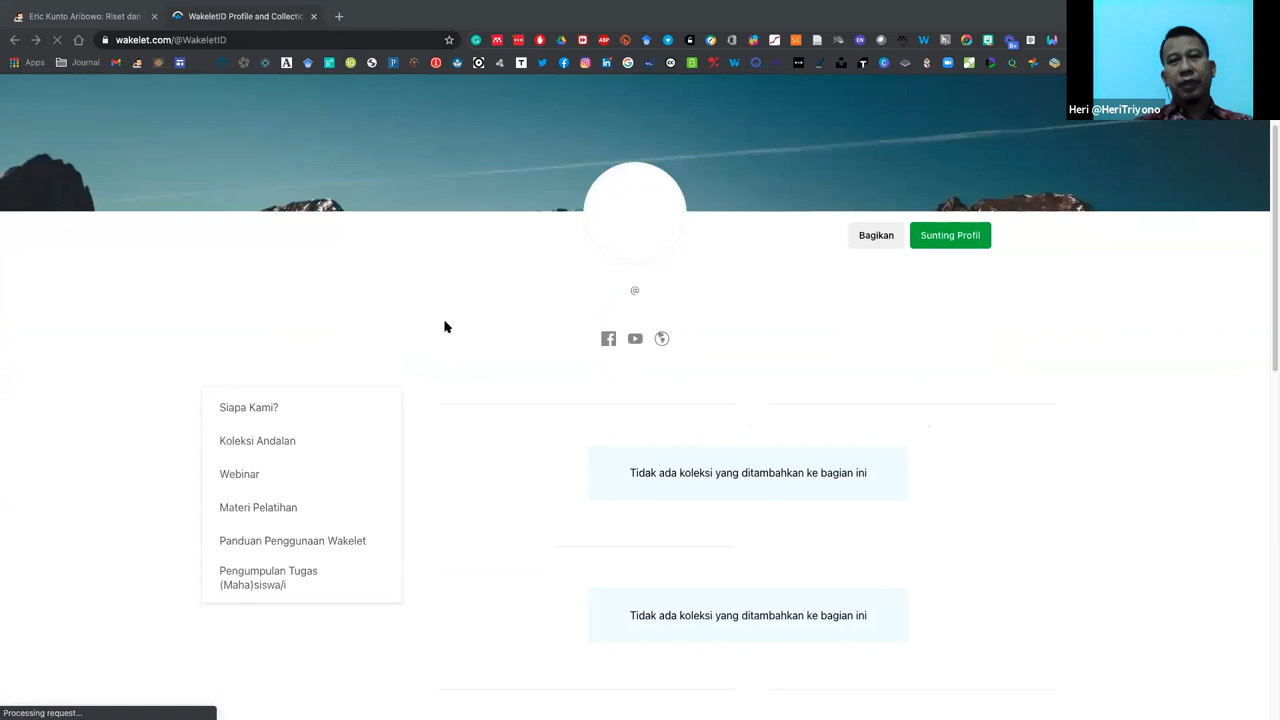 Eric Kunto Aribowo: Riset dan
WakeletID Profile and Collectic
wakelet.com/@WakeletID
Apps
Journal
Heri @HeriTriyono
Bagikan
Sunting Profil
@
Siapa Kami?
Koleksi Andalan
Webinar
Materi Pelatihan
Panduan Penggunaan Wakelet
Pengumpulan Tugas
(Maha)siswa/i
Tidak ada koleksi yang ditambahkan ke bagian ini
Tidak ada koleksi yang ditambahkan ke bagian ini
Processing request...